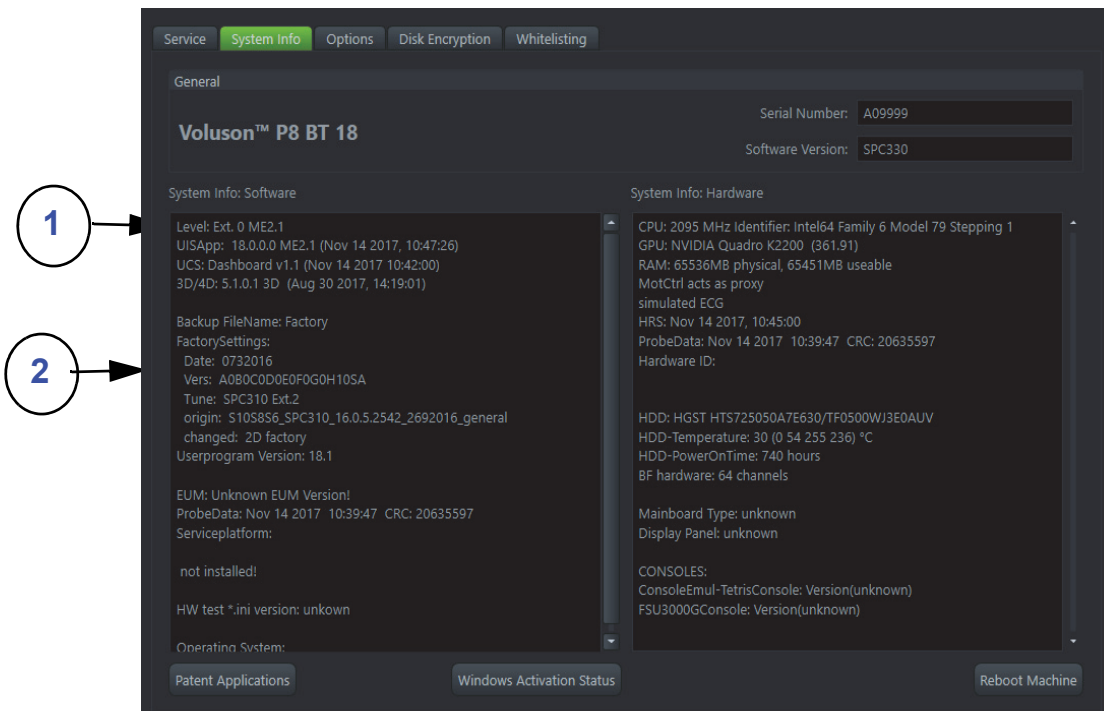 Service System Info Options Disk Encryption Whitelisting
General
Voluson™ P8 BT 18
Serial Number: A09999
Software Version: SPC330
1
2
System Info: Software
Level: Ext. 0 ME2.1
UISApp: 18.0.0.0 ME2.1 (Nov 14 2017, 10:47:26)
UCS: Dashboard v1.1 (Nov 14 2017 10:42:00)
3D/4D: 5.1.0.1 3D (Aug 30 2017, 14:19:01)
Backup FileName: Factory
FactorySettings:
Date: 0732016
Vers: A0B0C0D0E0F0G0H10SA
Tune: SPC310 Ext.2
origin: S10S8S6_SPC310_16.0.5.2542_2692016_general
changed: 2D factory
Userprogram Version: 18.1
EUM: Unknown EUM Version!
ProbeData: Nov 14 2017 10:39:47 CRC: 20635597
Serviceplatform:
not installed!
HW test *.ini version: unkown
Operating System:
System Info: Hardware
CPU: 2095 MHz Identifier: Intel64 Family 6 Model 79 Stepping 1
GPU: NVIDIA Quadro K2200 (361.91)
RAM: 65536MB physical, 65451MB useable
MotCtrl acts as proxy
simulated ECG
HRS: Nov 14 2017, 10:45:00
ProbeData: Nov 14 2017 10:39:47 CRC: 20635597
Hardware ID:
HDD: HGST HTS725050A7E630/TF0500WJ3E0AUV
HDD-Temperature: 30 (0 54 255 236) °C
HDD-PowerOnTime: 740 hours
BF hardware: 64 channels
Mainboard Type: unknown
Display Panel: unknown
CONSOLES:
ConsoleEmul-TetrisConsole: Version(unknown)
FSU3000GConsole: Version(unknown)
Patent Applications Windows Activation Status Reboot Machine